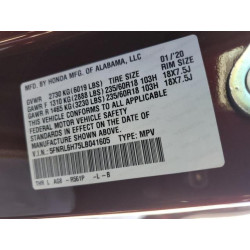 MFD. BY HONDA MFG. OF ALABAMA, LLC 01/'20
GVWR 2730 KG(6019 LBS) TIRE SIZE RIM SIZE
GAWR F 1310 KG(2888 LBS) 235/60R18 103H 18X7.5J
GAWR R 1465 KG(3230 LBS) 235/60R18 103H 18X7.5J
THIS VEHICLE CONFORMS TO ALL APPLICABLE
FEDERAL MOTOR VEHICLE SAFETY STANDARDS
IN EFFECT ON THE DATE OF MANUFACTURE
SHOWN ABOVE.
V.I.N.: 5FNRL6H75LB041605 TYPE: MPV